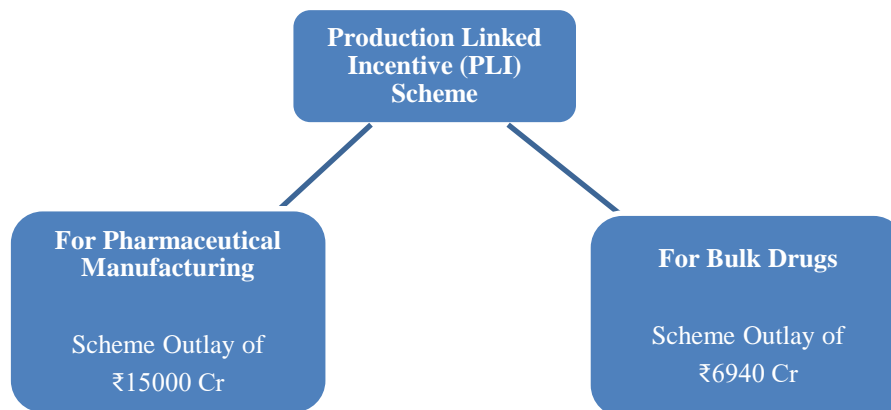 Production Linked
Incentive (PLI)
Scheme
For Pharmaceutical
Manufacturing
Scheme Outlay of
₹15000 Cr
For Bulk Drugs
Scheme Outlay of
₹6940 Cr